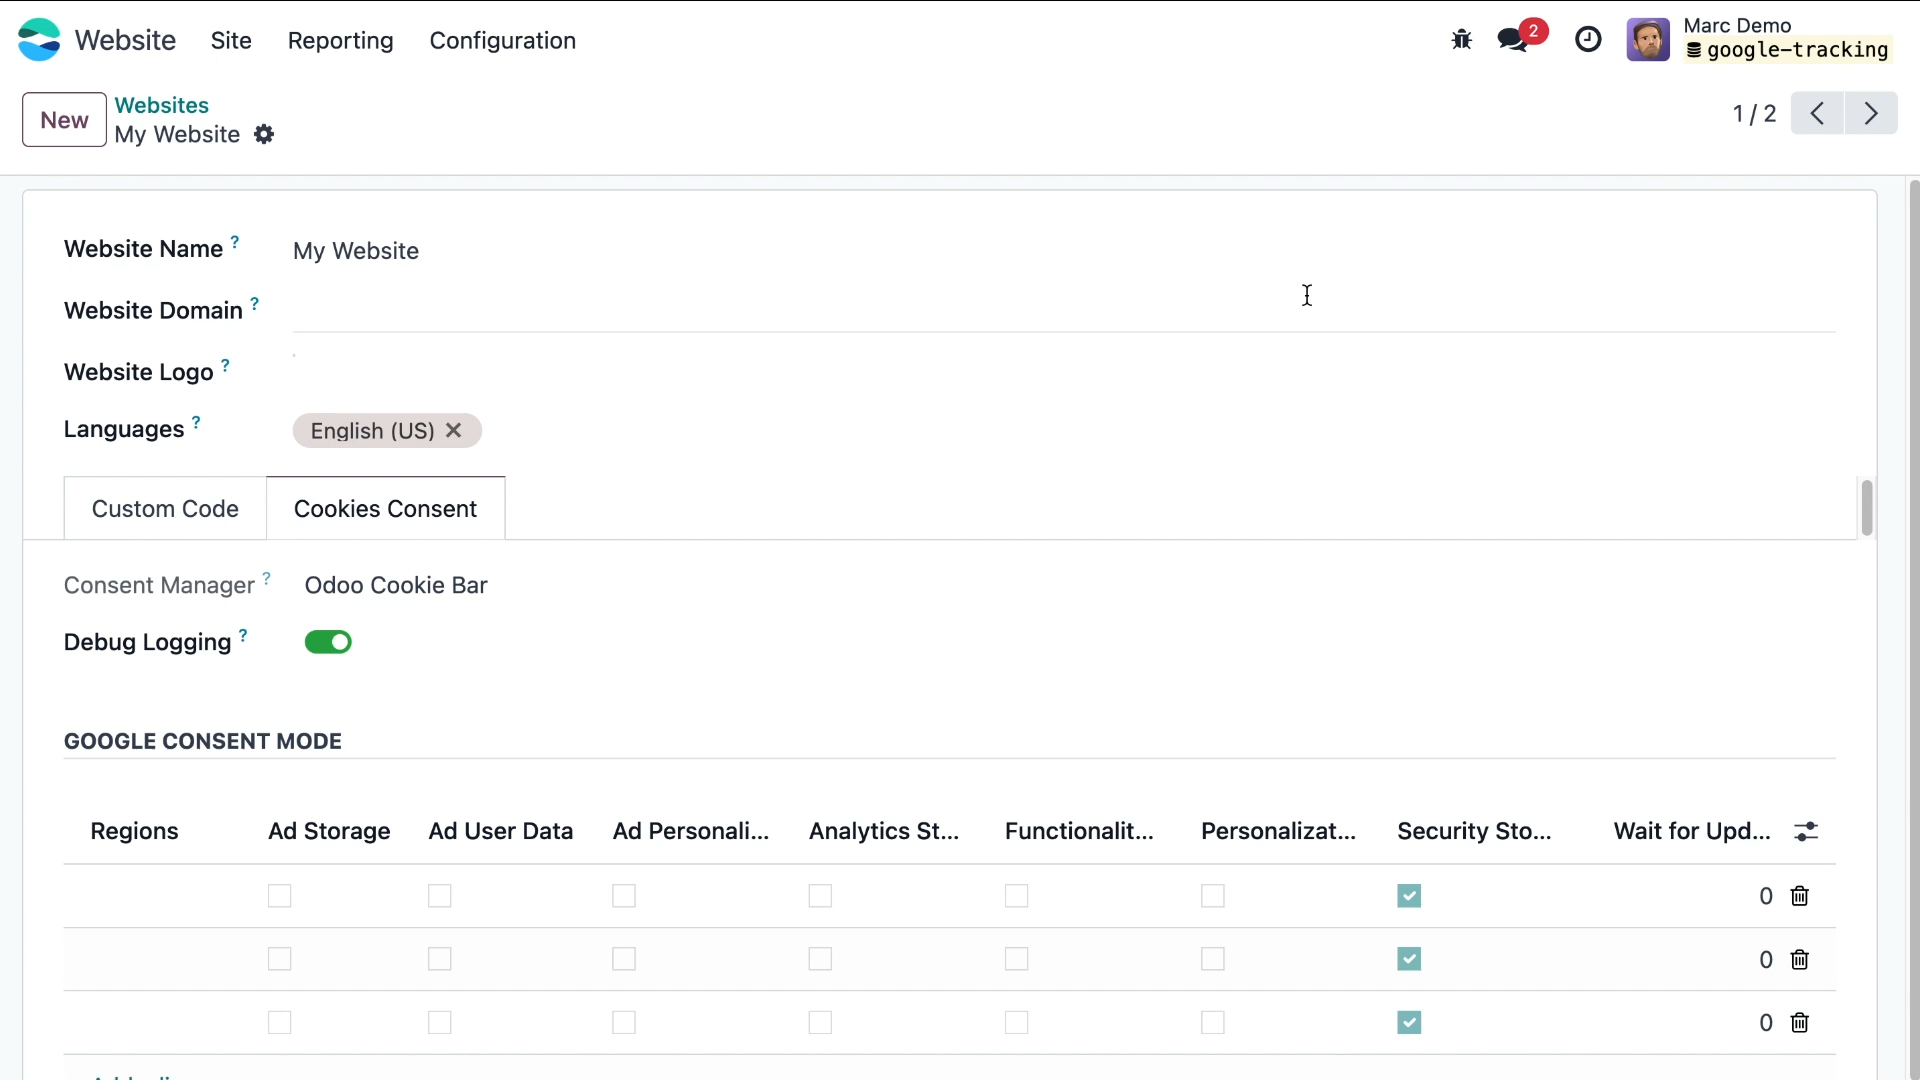 Website Site Reporting Configuration 2 Marc Demo
google-tracking
New Websites
My Website
1 / 2
Website Name ? My Website
Website Domain ?
Website Logo ?
Languages ? English (US)
Custom Code Cookies Consent
Consent Manager ? Odoo Cookie Bar
Debug Logging ?
GOOGLE CONSENT MODE
Regions Ad Storage Ad User Data Ad Personali... Analytics St... Functionalit... Personalizat... Security Sto... Wait for Upd...
0
0
0